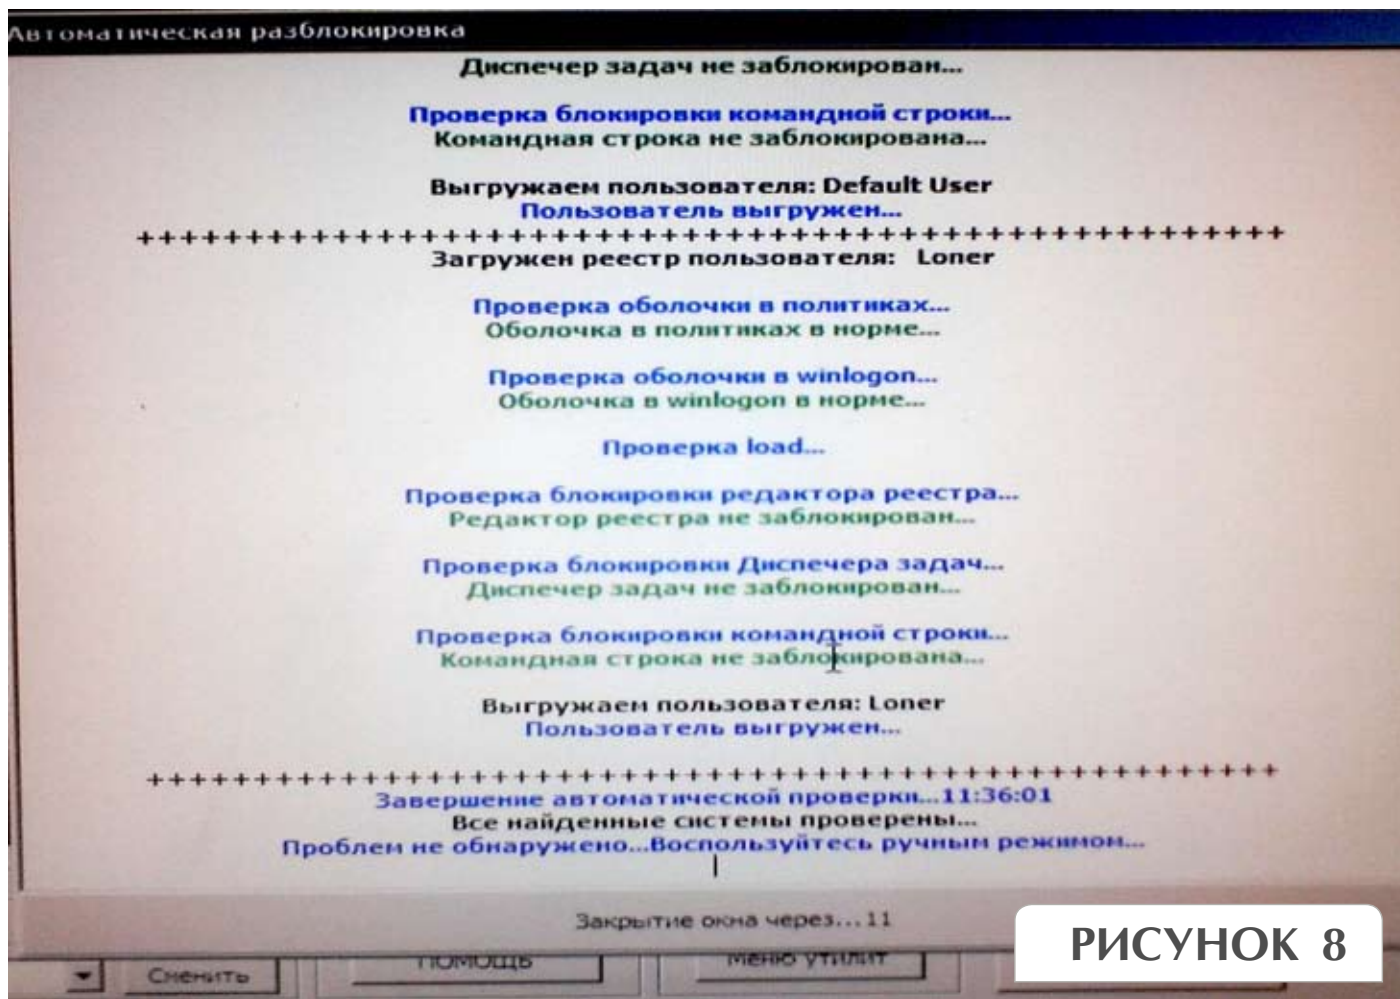 Автоматическая разблокировка
Диспечер задач не заблокирован...
Проверка блокировки командной строки...
Командная строка не заблокирована...
Выгружаем пользователя: Default User
Пользователь выгружен...
+++++++++++++++++++++++++++++++++++++++++++++++++++++
Загружен реестр пользователя: Loner
Проверка оболочки в политиках...
Оболочка в политиках в норме...
Проверка оболочки в winlogon...
Оболочка в winlogon в норме...
Проверка load...
Проверка блокировки редактора реестра...
Редактор реестра не заблокирован...
Проверка блокировки Диспечера задач...
Диспечер задач не заблокирован...
Проверка блокировки командной строки...
Командная строка не заблокирована...
Выгружаем пользователя: Loner
Пользователь выгружен...
+++++++++++++++++++++++++++++++++++++++++++++++++++++
Завершение автоматической проверки...11:36:01
Все найденные системы проверены...
Проблем не обнаружено...Воспользуйтесь ручным режимом...
Закрытие окна через...11
Сменить
ПОМОЩЬ
Меню утилит
РИСУНОК 8